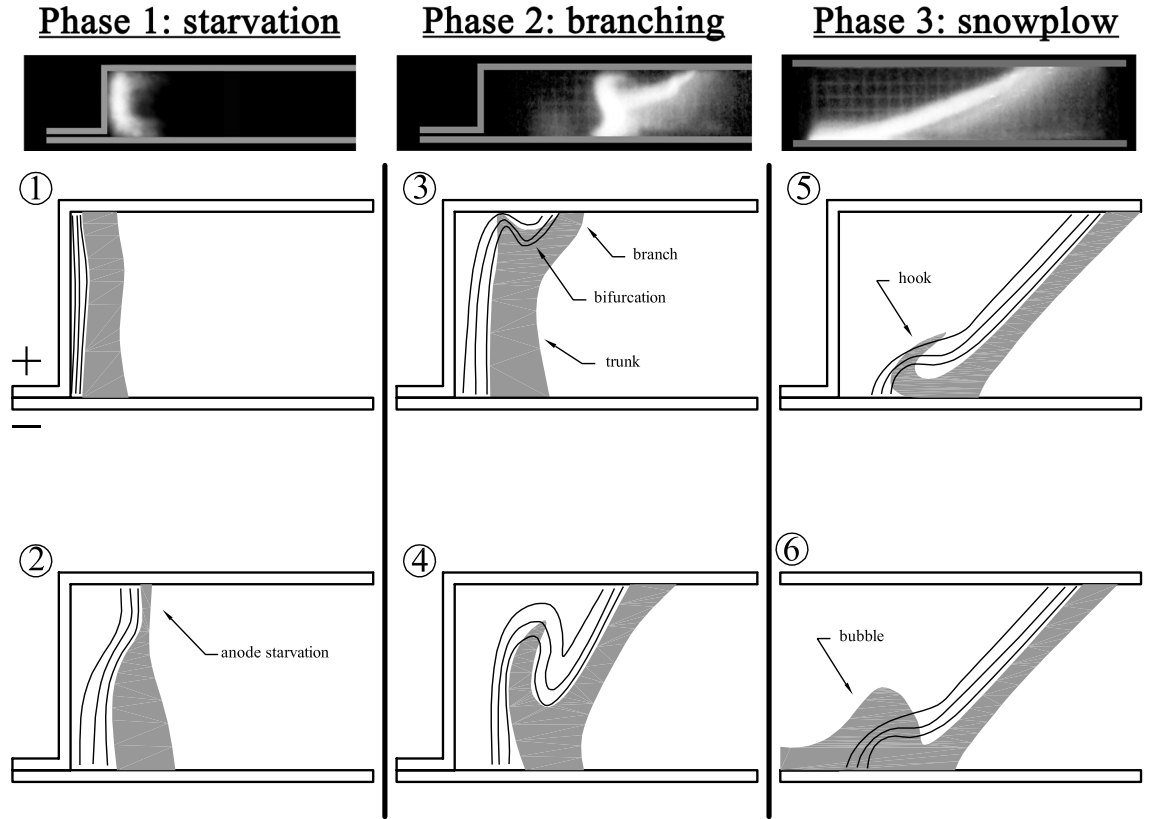 Phase 1: starvation
Phase 2: branching
Phase 3: snowplow
1
+
−
3
branch
bifurcation
trunk
5
hook
2
anode starvation
4
6
bubble